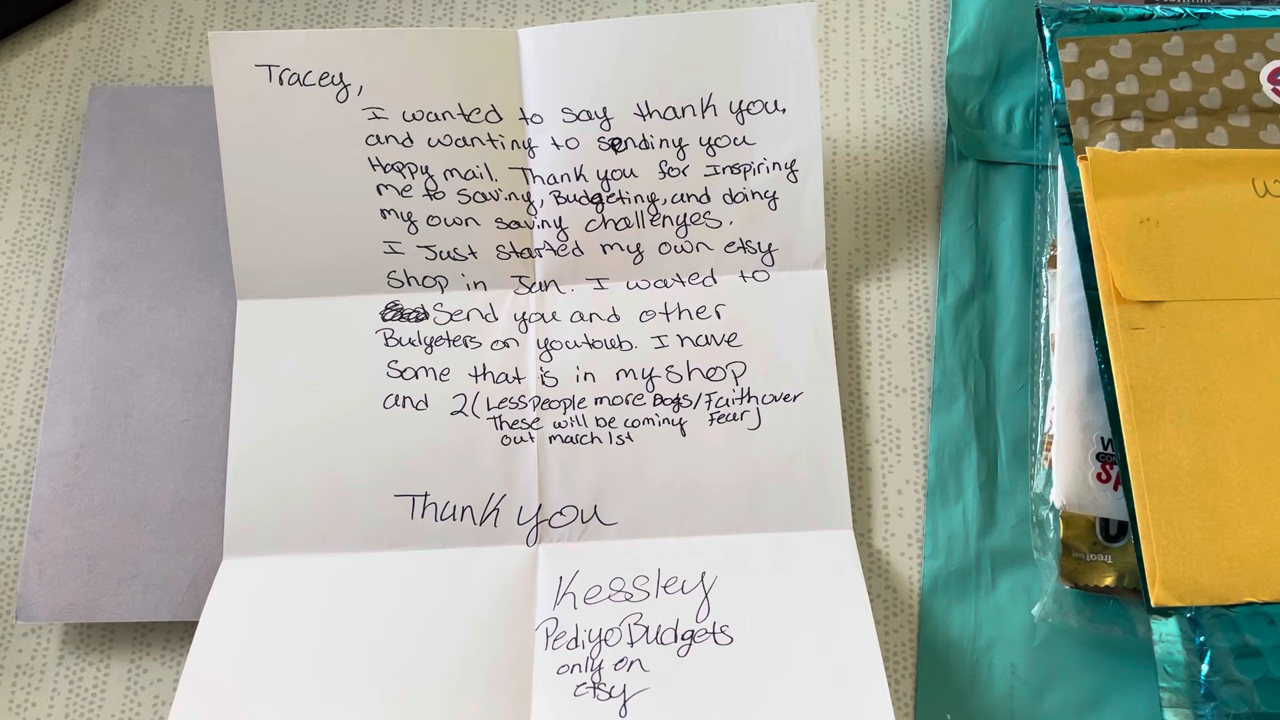 Tracey,
I wanted to say thank you.
and wanting to sending you
Happy mail. Thank you for Inspiring
me to saving, Budgeting, and doing
my own saving challenges.
I Just started my own etsy
Shop in Jan. I wated to
Send you and other
Budgeters on youtoub. I have
Some that is in my shop
and 2 (Less people more Dogs/Faith over
These will be coming Fear)
out march 1st
Thank you
Kessley
PediyoBudgets
only on
etsy
Treats